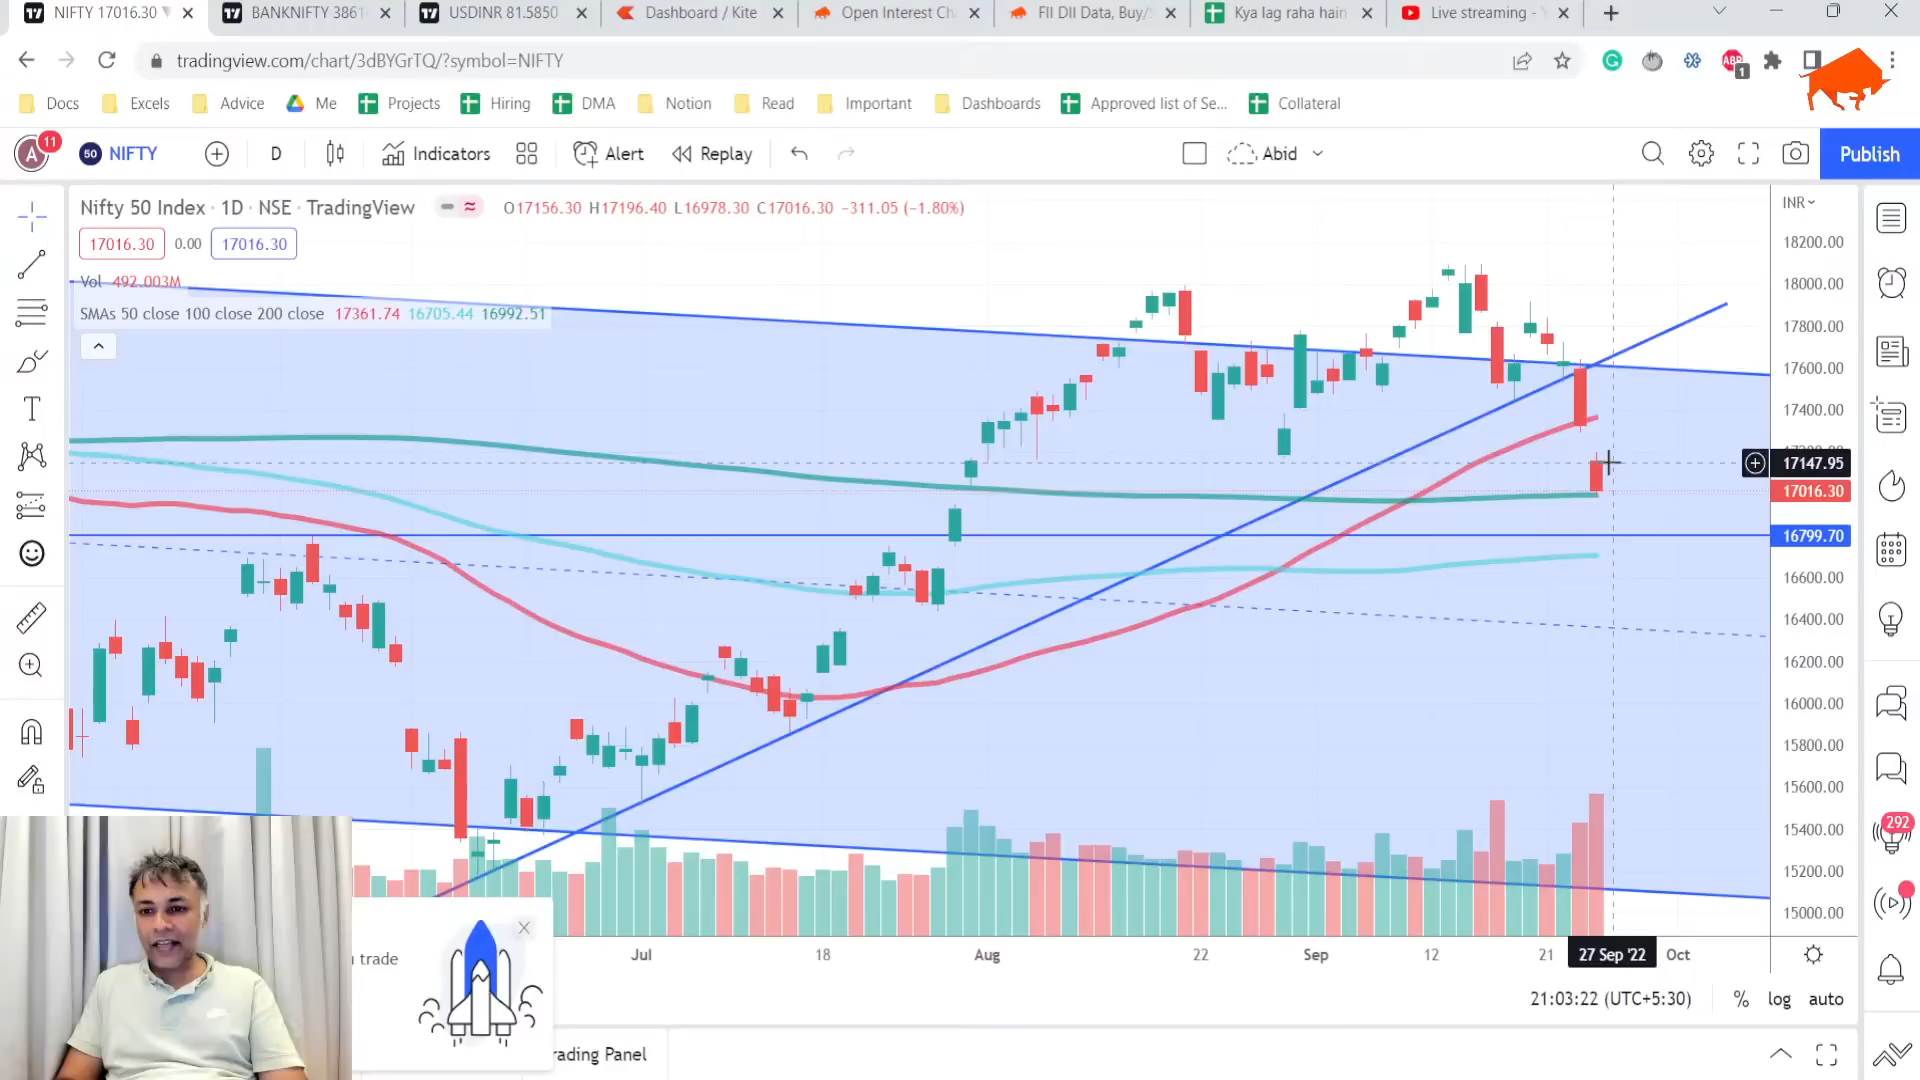 NIFTY 17016.30
BANKNIFTY 3861
USDINR 81.5850
Dashboard / Kite
Open Interest Ch
FII DII Data, Buy/
Kya lag raha hain
Live streaming -
tradingview.com/chart/3dBYGrTQ/?symbol=NIFTY
ABP
1
Docs
Excels
Advice
Me
Projects
Hiring
DMA
Notion
Read
Important
Dashboards
Approved list of Se...
Collateral
A
11
50
NIFTY
D
Indicators
Alert
Replay
Abid
Publish
Nifty 50 Index · 1D · NSE · TradingView
O17156.30 H17196.40 L16978.30 C17016.30 −311.05 (−1.80%)
INR
17016.30
0.00
17016.30
Vol 492.003M
SMAs 50 close 100 close 200 close 17361.74 16705.44 16992.51
18200.00
18000.00
17800.00
17600.00
17400.00
17147.95
17016.30
16799.70
16600.00
16400.00
16200.00
16000.00
15800.00
15600.00
15400.00
15200.00
15000.00
292
Jul
18
Aug
22
Sep
12
21
27 Sep '22
Oct
trade
21:03:22 (UTC+5:30)
%
log
auto
rading Panel